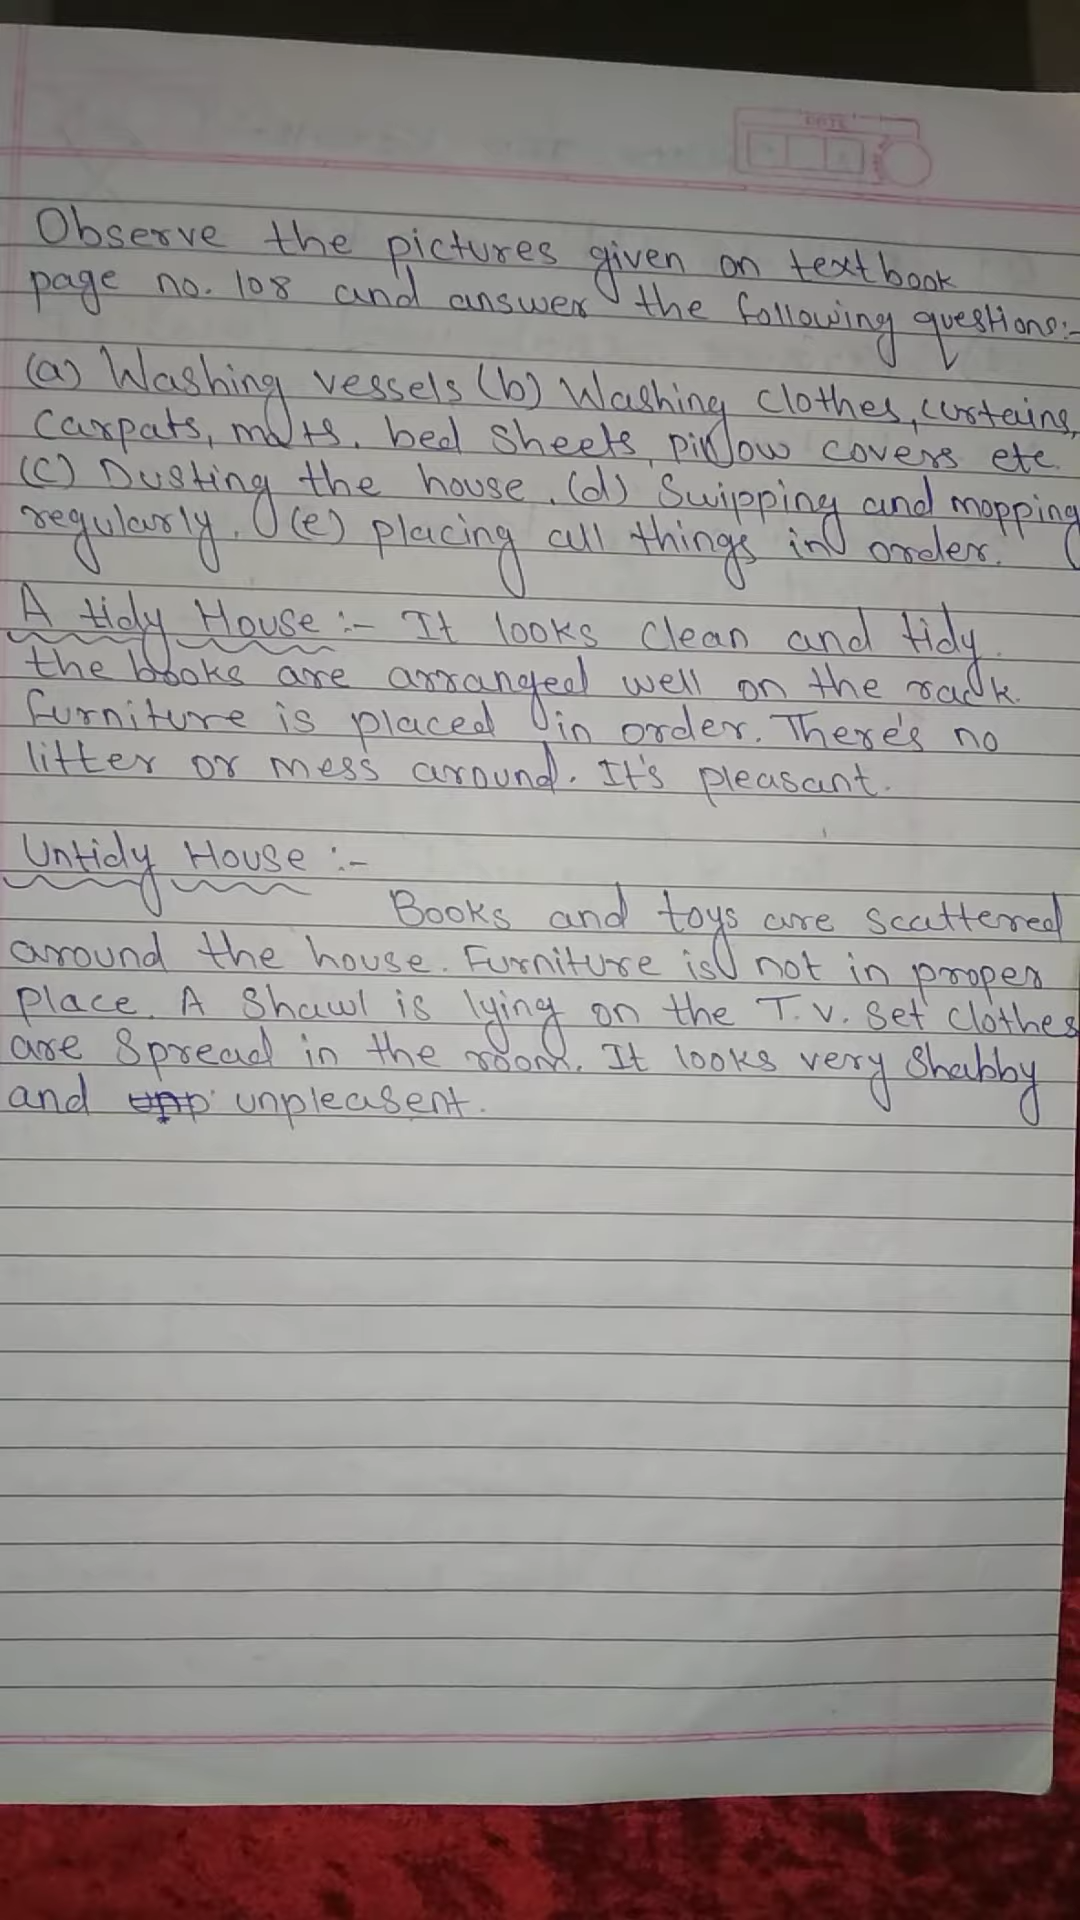 DATE
Observe the pictures given on textbook
page no. 108 and answer the following questions:-
(a) Washing vessels (b) Washing clothes, curtains,
Carpats, mats, bed sheets, pillow covers etc.
(c) Dusting the house. (d) Swipping and mopping
regularly. (e) placing all things in order.
A tidy House :- It looks clean and tidy.
the books are arranged well on the rack.
furniture is placed in order. There's no
litter or mess around. It's pleasant.
Untidy House :-
Books and toys are scattered
around the house. Furniture is not in proper
place. A Shawl is lying on the T.V. Set clothes
are Spread in the room. It looks very Shabby
and unpleasent.